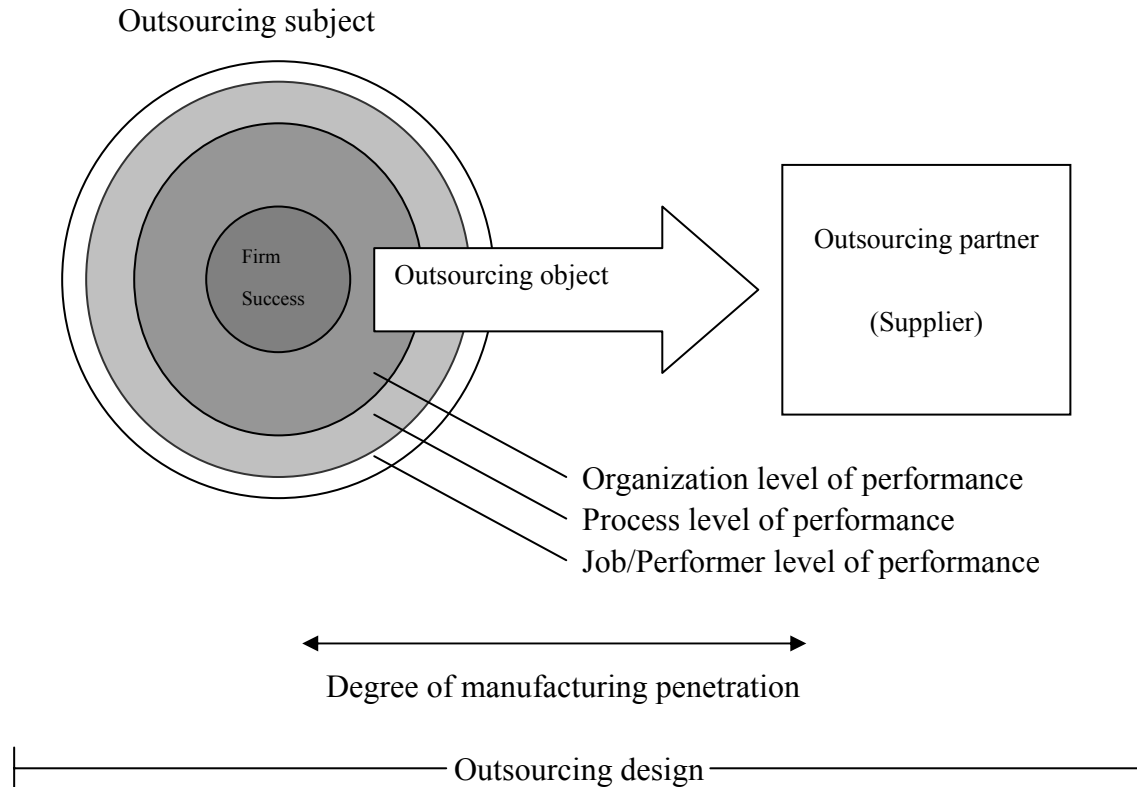 Outsourcing subject
Firm
Success
Outsourcing object
Outsourcing partner
(Supplier)
Organization level of performance
Process level of performance
Job/Performer level of performance
Degree of manufacturing penetration
Outsourcing design